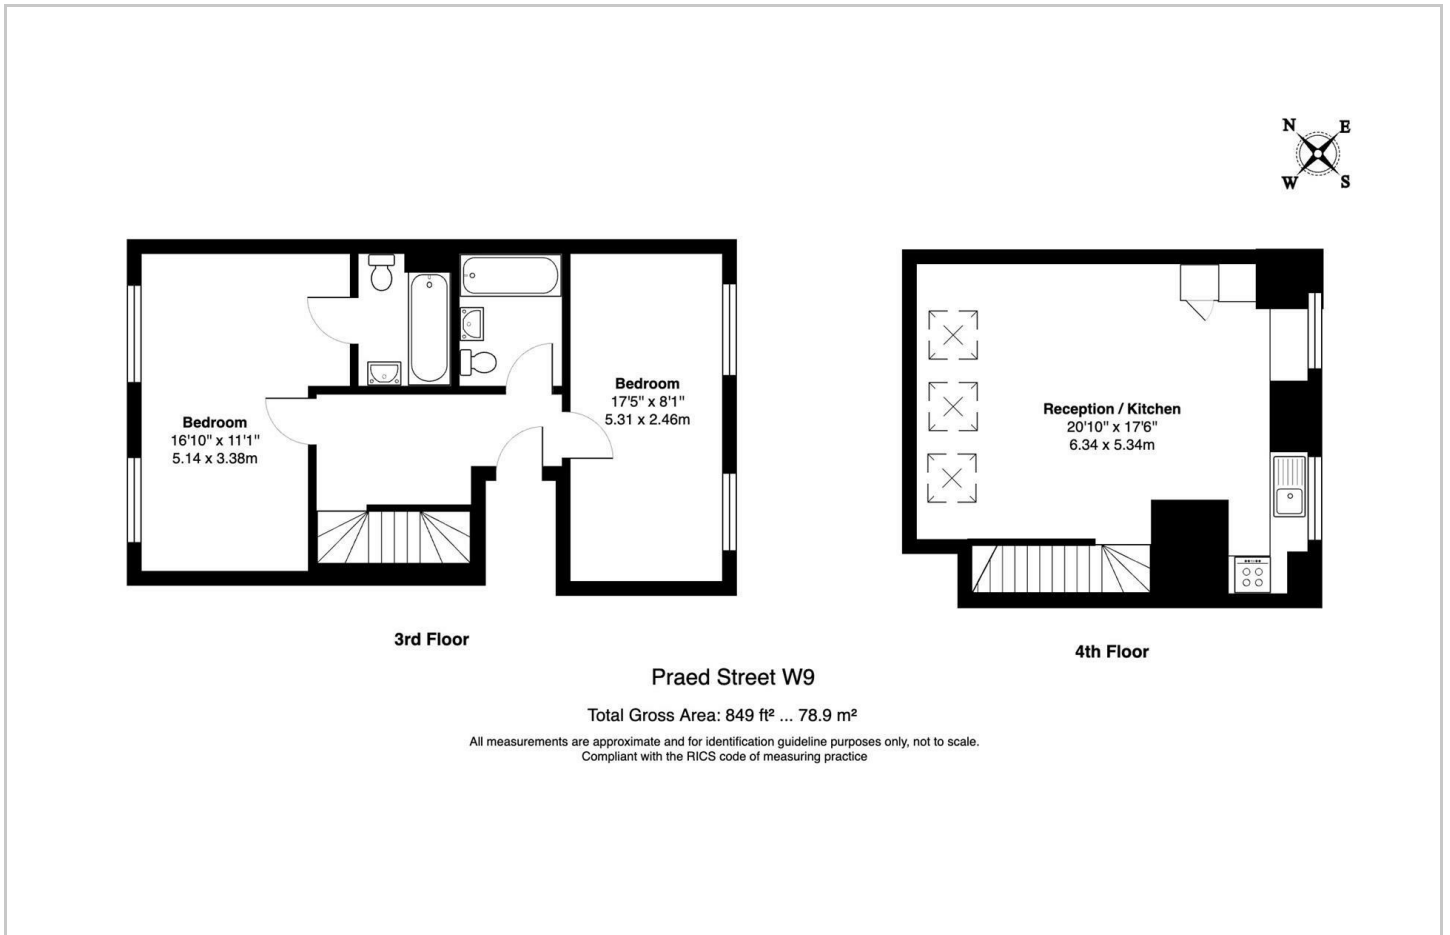 N E
W S
Bedroom
16'10" x 11'1"
5.14 x 3.38m
Bedroom
17'5" x 8'1"
5.31 x 2.46m
Reception / Kitchen
20'10" x 17'6"
6.34 x 5.34m
3rd Floor
4th Floor
Praed Street W9
Total Gross Area: 849 ft² ... 78.9 m²
All measurements are approximate and for identification guideline purposes only, not to scale.
Compliant with the RICS code of measuring practice